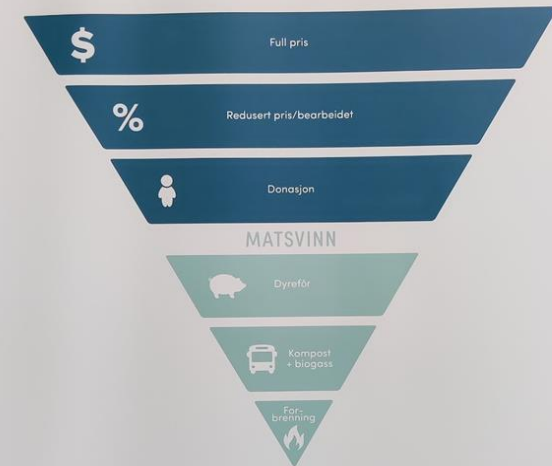 $
Full pris
%
Redusert pris/bearbeidet
Donasjon
MATSVINN
Dyrefôr
Kompost
+ biogass
For-
brenning